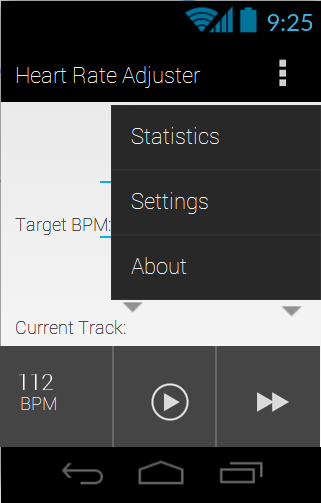 9:25
Heart Rate Adjuster
Statistics
Settings
Target BPM:
About
Current Track:
112
BPM